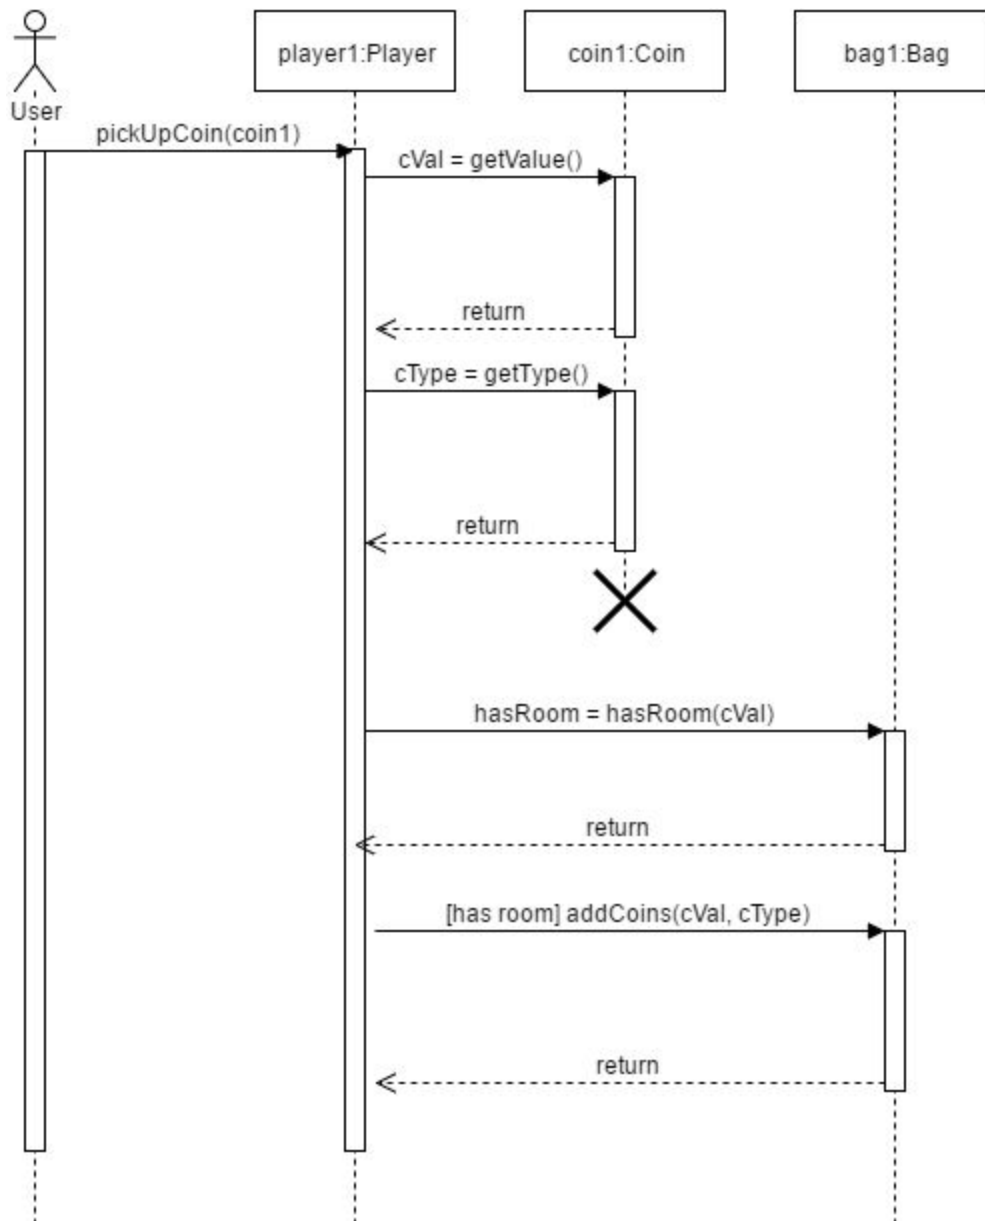 player1:Player
coin1:Coin
bag1:Bag
User
pickUpCoin(coin1)
cVal = getValue()
return
cType = getType()
return
hasRoom = hasRoom(cVal)
return
[has room] addCoins(cVal, cType)
return